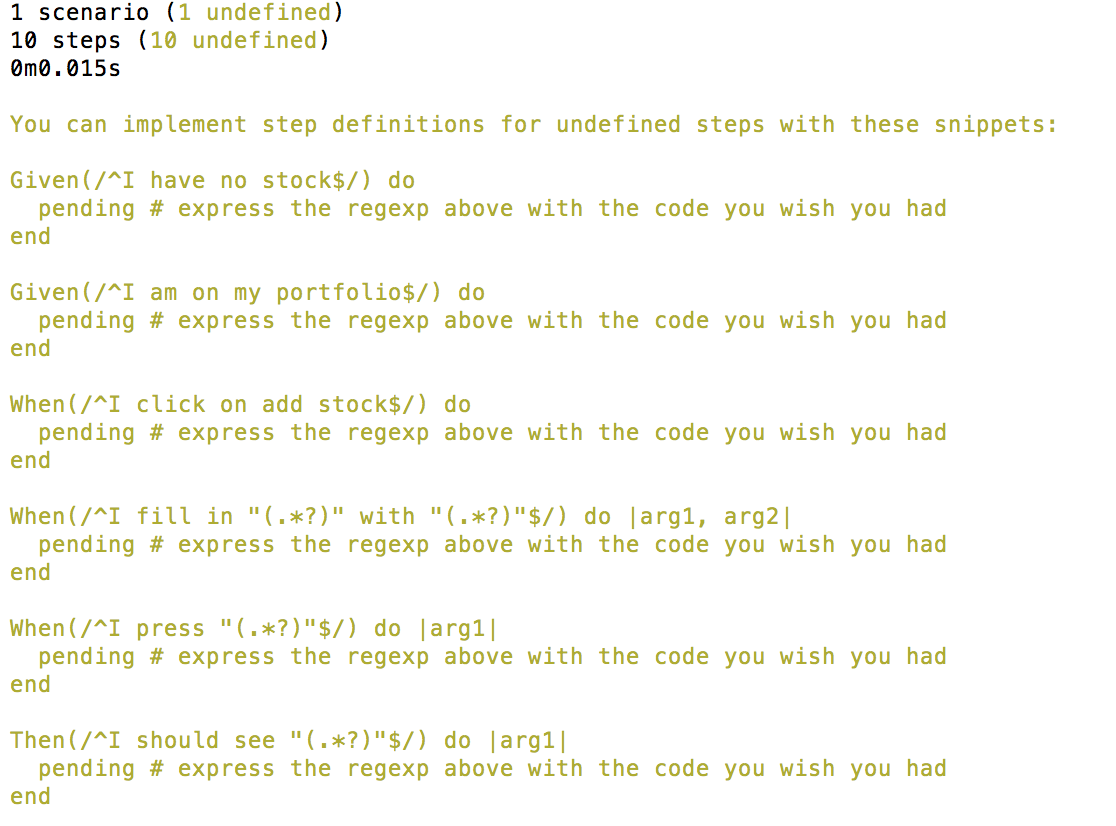 1 scenario (1 undefined)
10 steps (10 undefined)
0m0.015s

You can implement step definitions for undefined steps with these snippets:

Given(/^I have no stock$/) do
  pending # express the regexp above with the code you wish you had
end

Given(/^I am on my portfolio$/) do
  pending # express the regexp above with the code you wish you had
end

When(/^I click on add stock$/) do
  pending # express the regexp above with the code you wish you had
end

When(/^I fill in "(.*?)" with "(.*?)"$/) do |arg1, arg2|
  pending # express the regexp above with the code you wish you had
end

When(/^I press "(.*?)"$/) do |arg1|
  pending # express the regexp above with the code you wish you had
end

Then(/^I should see "(.*?)"$/) do |arg1|
  pending # express the regexp above with the code you wish you had
end